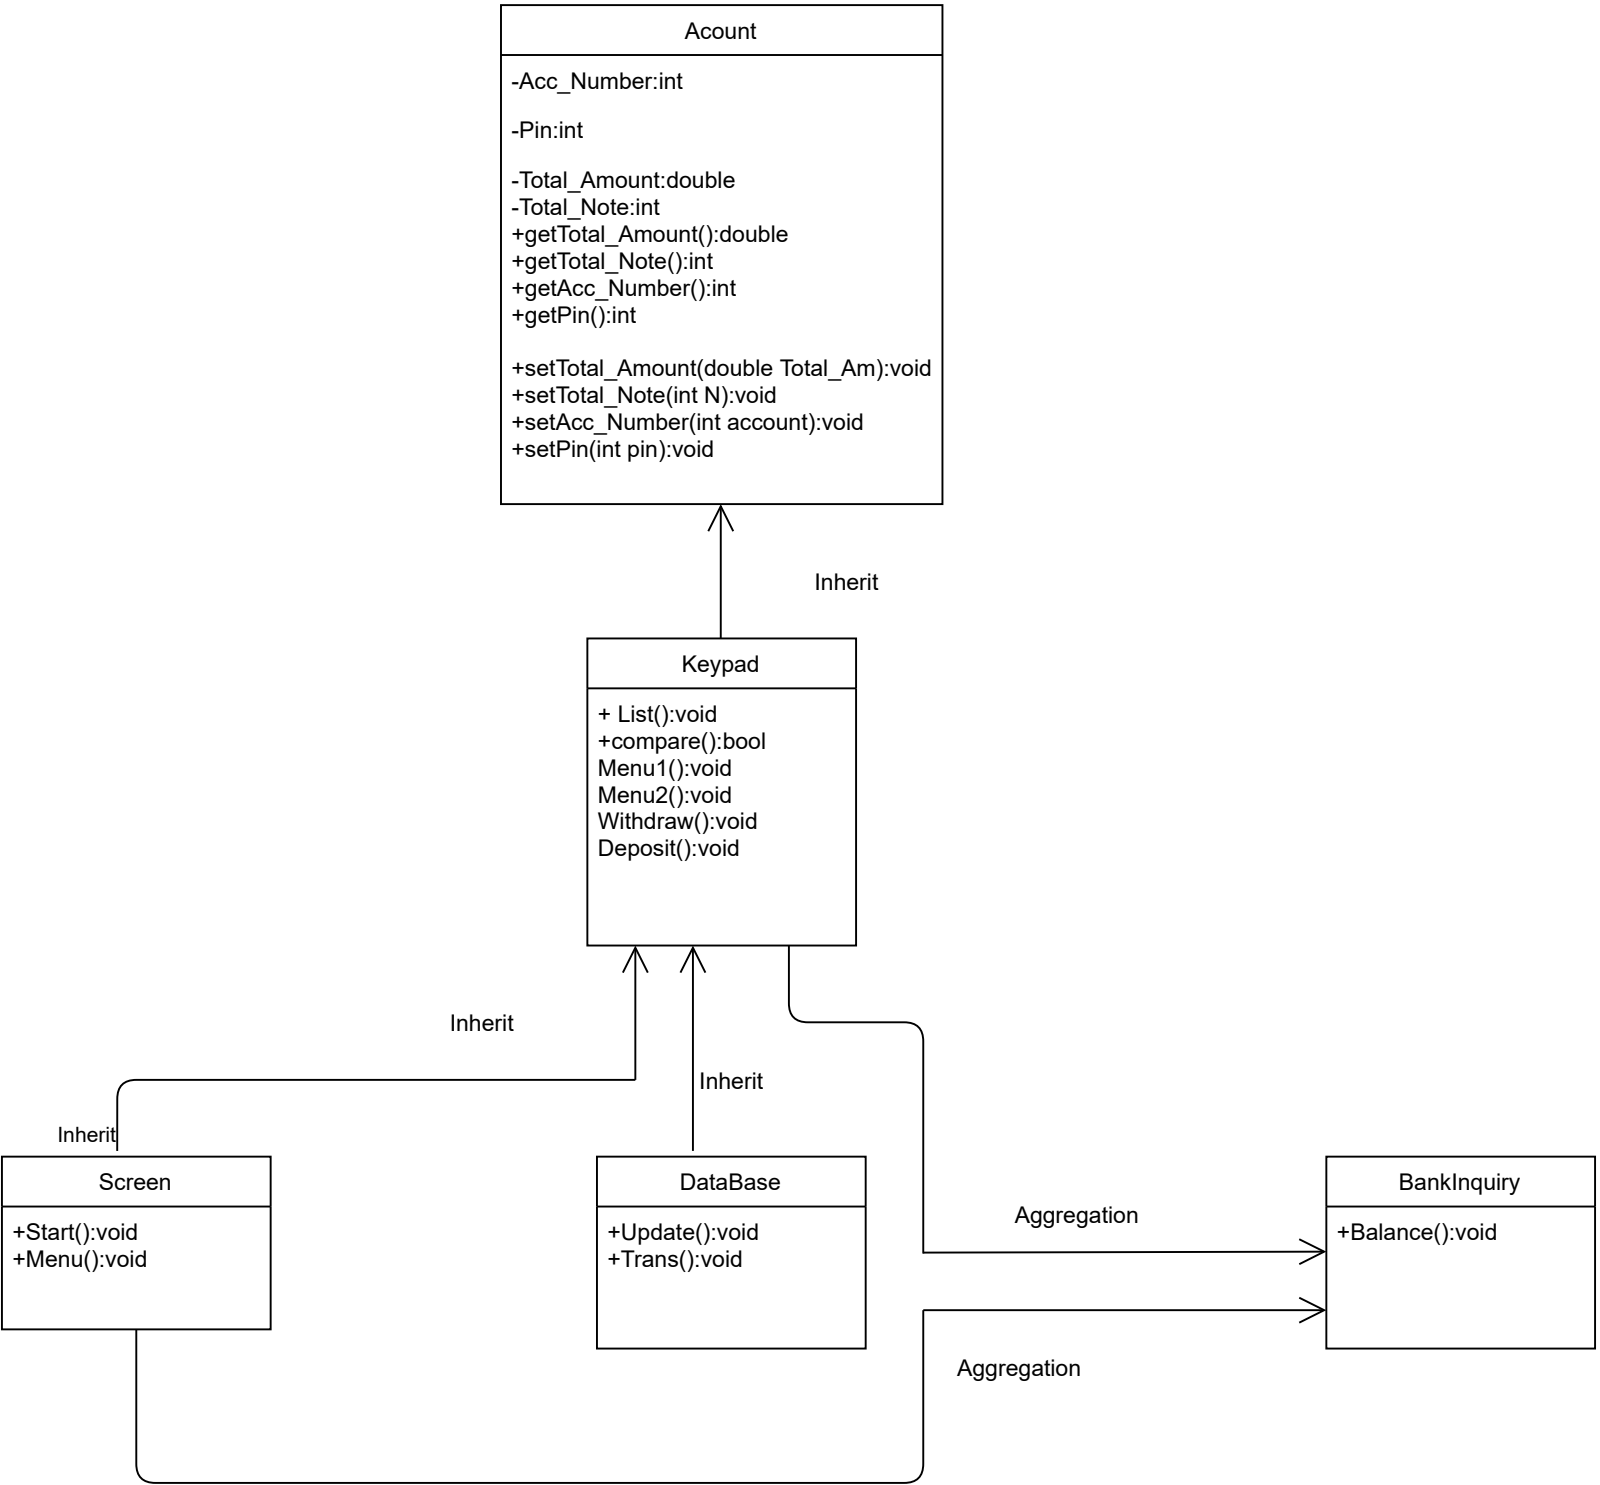 Acount
-Acc_Number:int
-Pin:int
-Total_Amount:double
-Total_Note:int
+getTotal_Amount():double
+getTotal_Note():int
+getAcc_Number():int
+getPin():int
+setTotal_Amount(double Total_Am):void
+setTotal_Note(int N):void
+setAcc_Number(int account):void
+setPin(int pin):void
Inherit
Keypad
+ List():void
+compare():bool
Menu1():void
Menu2():void
Withdraw():void
Deposit():void
Inherit
Inherit
Inherit
Screen
+Start():void
+Menu():void
DataBase
+Update():void
+Trans():void
Aggregation
BankInquiry
+Balance():void
Aggregation